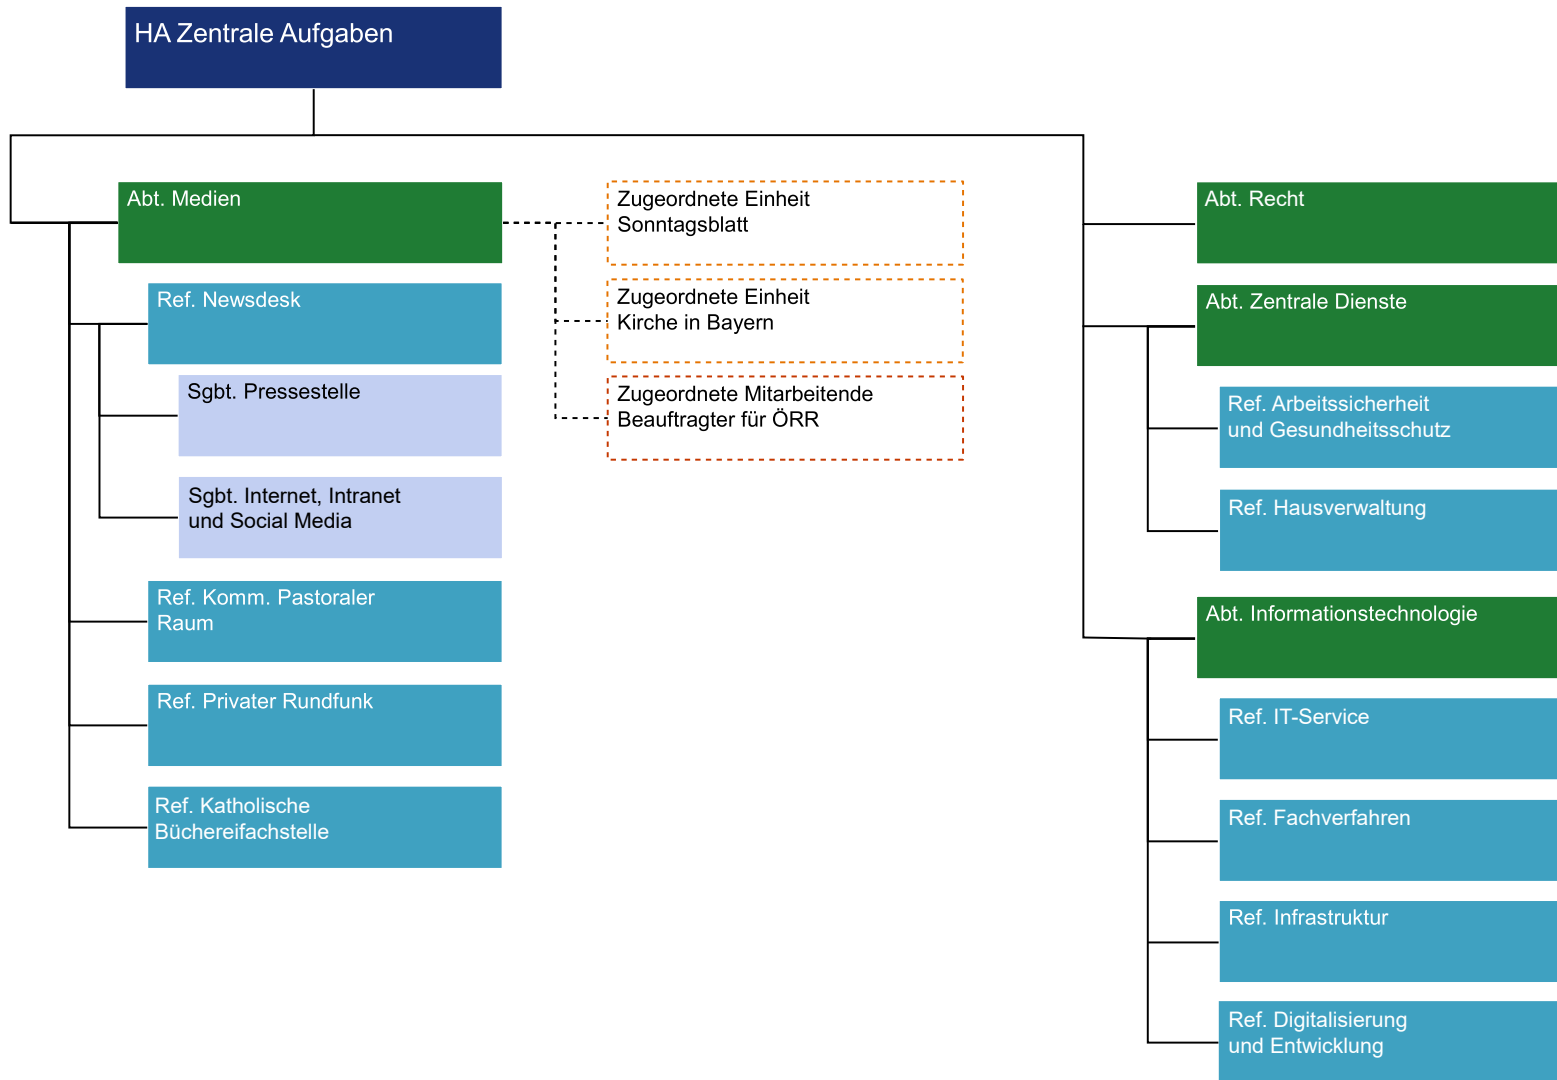 HA Zentrale Aufgaben
Abt. Medien
Ref. Newsdesk
Sgbt. Pressestelle
Sgbt. Internet, Intranet
und Social Media
Ref. Komm. Pastoraler
Raum
Ref. Privater Rundfunk
Ref. Katholische
Büchereifachstelle
Zugeordnete Einheit
Sonntagsblatt
Zugeordnete Einheit
Kirche in Bayern
Zugeordnete Mitarbeitende
Beauftragter für ÖRR
Abt. Recht
Abt. Zentrale Dienste
Ref. Arbeitssicherheit
und Gesundheitsschutz
Ref. Hausverwaltung
Abt. Informationstechnologie
Ref. IT-Service
Ref. Fachverfahren
Ref. Infrastruktur
Ref. Digitalisierung
und Entwicklung